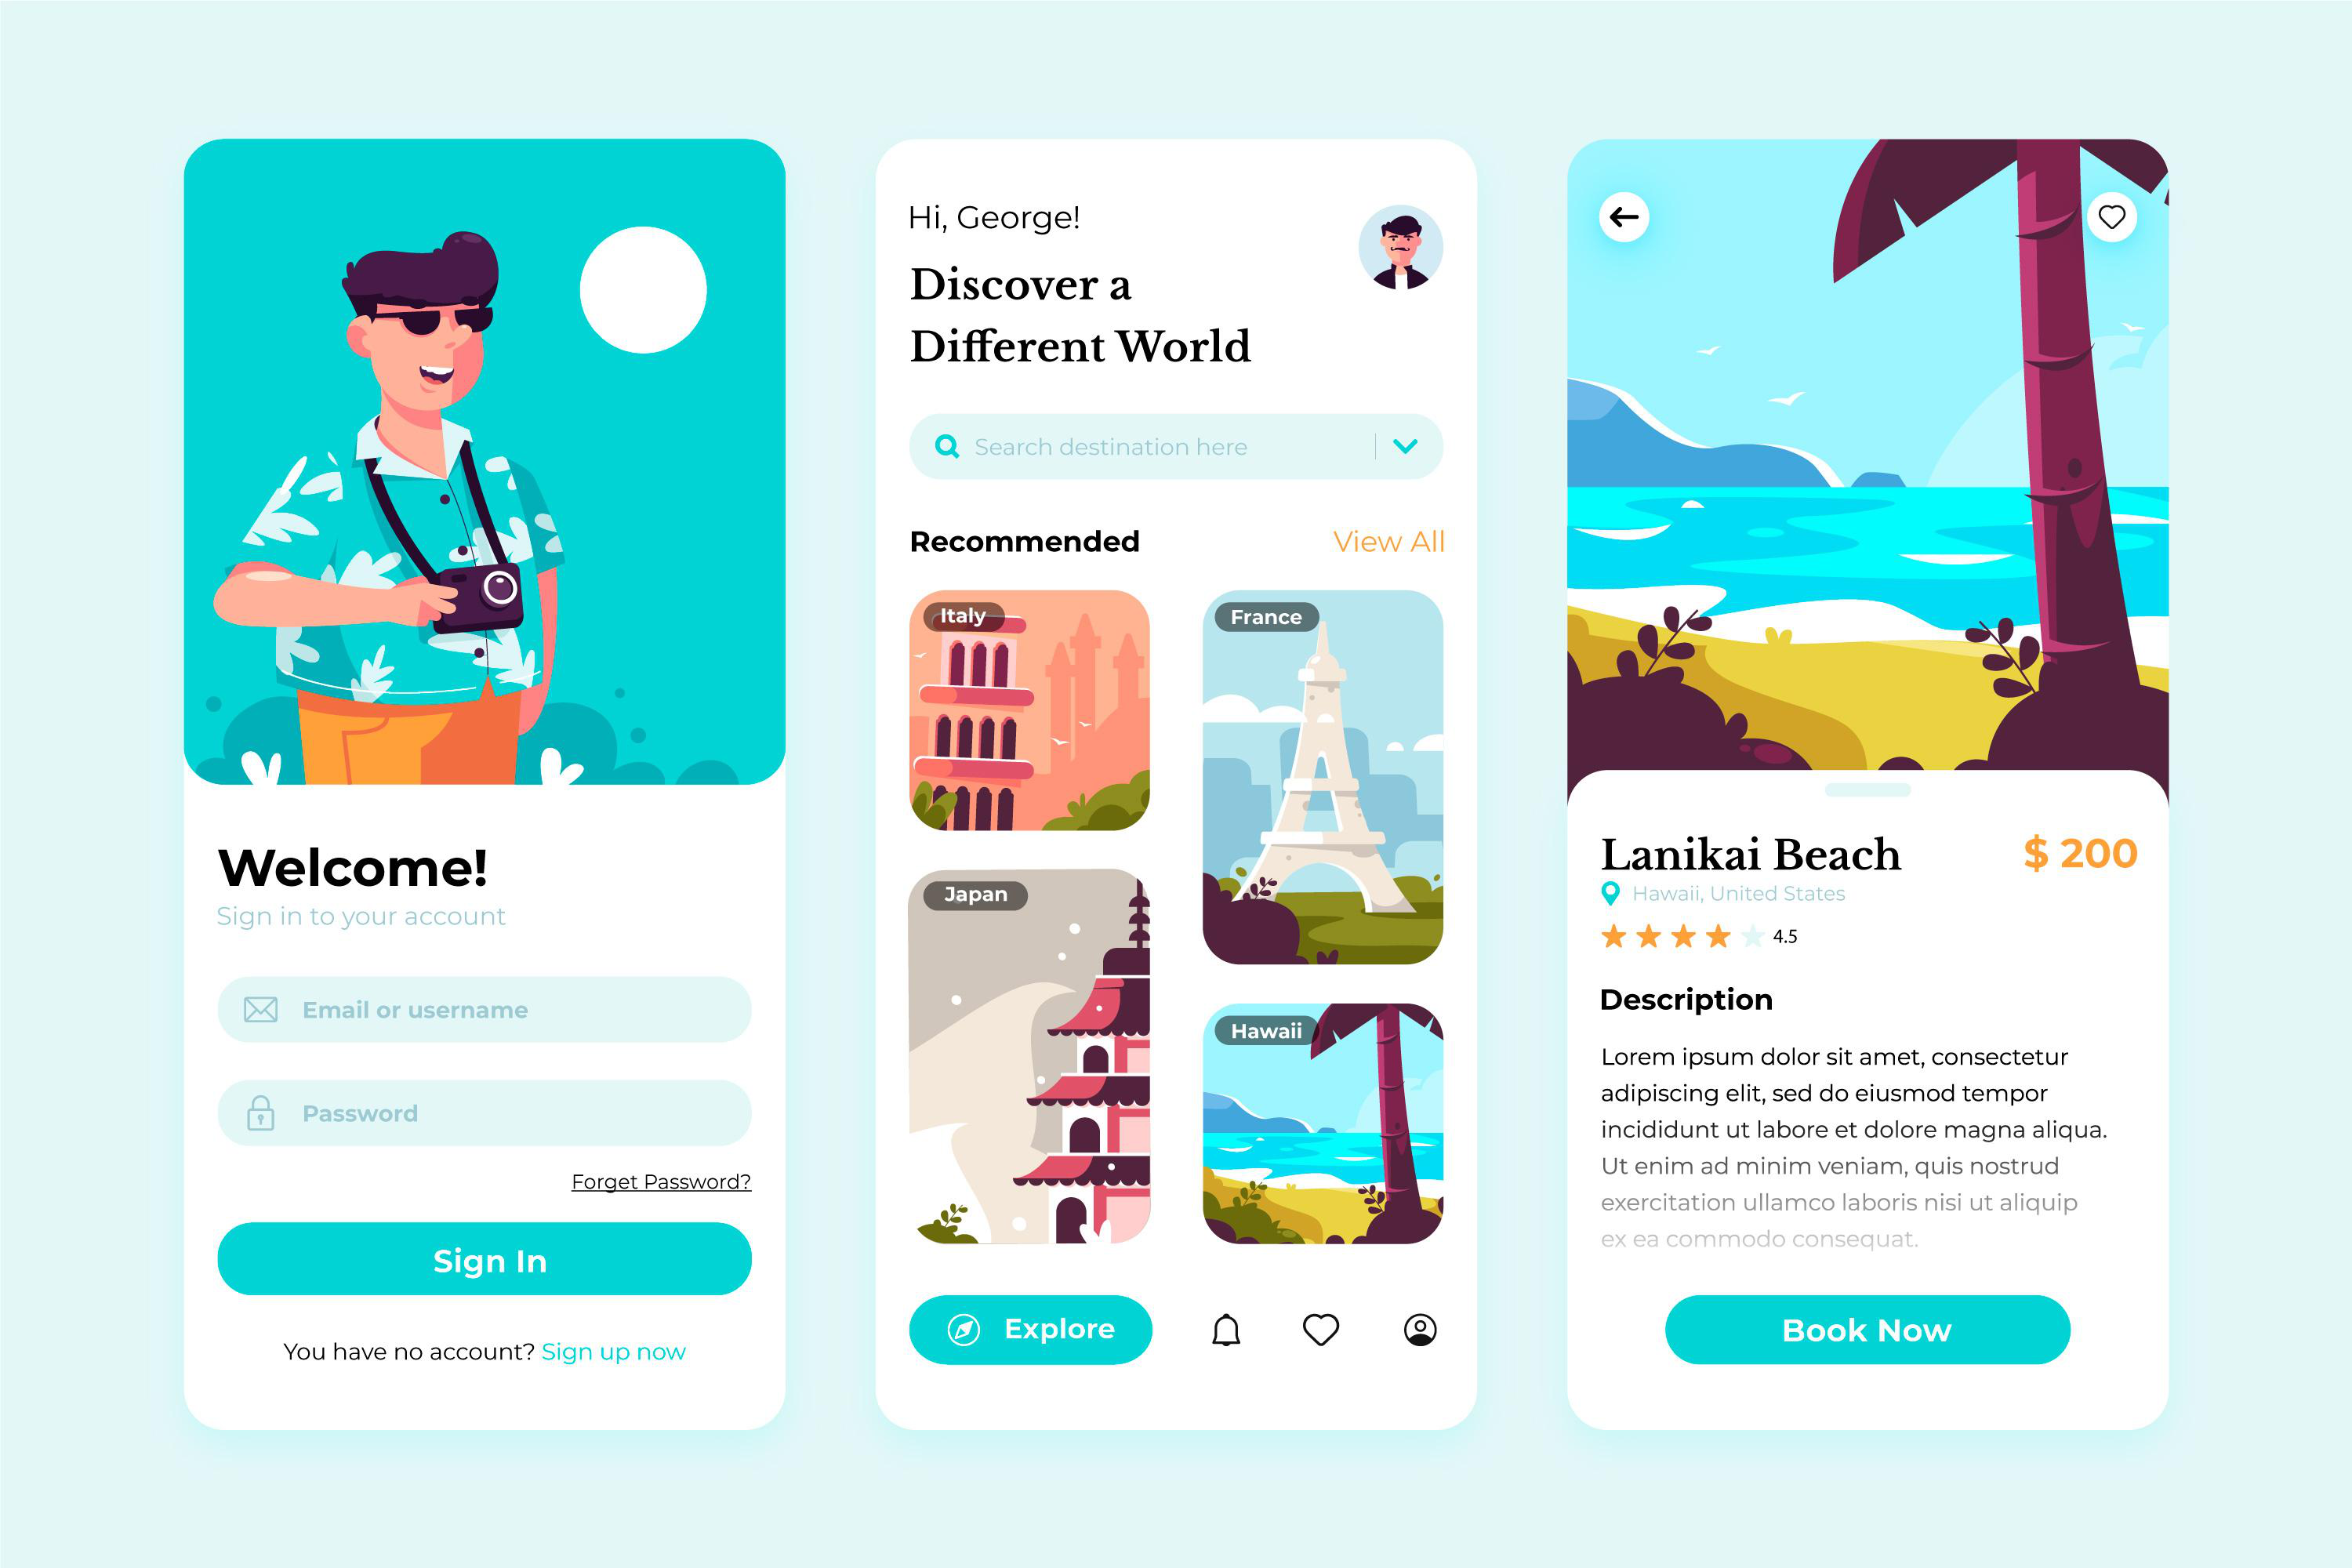 Welcome!
Sign in to your account
Email or username
Password
Forget Password?
Sign In
You have no account? Sign up now
Hi, George!
Discover a
Different World
Search destination here
Recommended
View All
Italy
France
Japan
Hawaii
Explore
Lanikai Beach
$ 200
Hawaii, United States
4.5
Description
Lorem ipsum dolor sit amet, consectetur
adipiscing elit, sed do eiusmod tempor
incididunt ut labore et dolore magna aliqua.
Ut enim ad minim veniam, quis nostrud
exercitation ullamco laboris nisi ut aliquip
ex ea commodo consequat.
Book Now